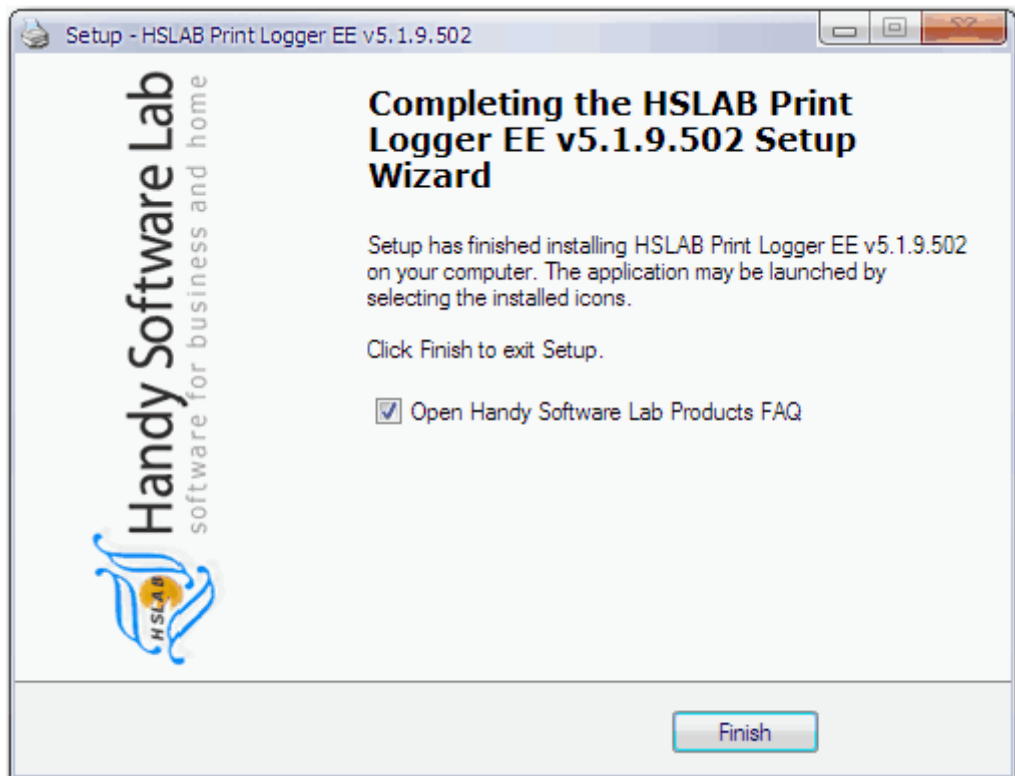 Setup - HSLAB Print Logger EE v5.1.9.502
Handy Software Lab
software for business and home
HSLAB
Completing the HSLAB Print
Logger EE v5.1.9.502 Setup
Wizard
Setup has finished installing HSLAB Print Logger EE v5.1.9.502
on your computer. The application may be launched by
selecting the installed icons.
Click Finish to exit Setup.
Open Handy Software Lab Products FAQ
Finish